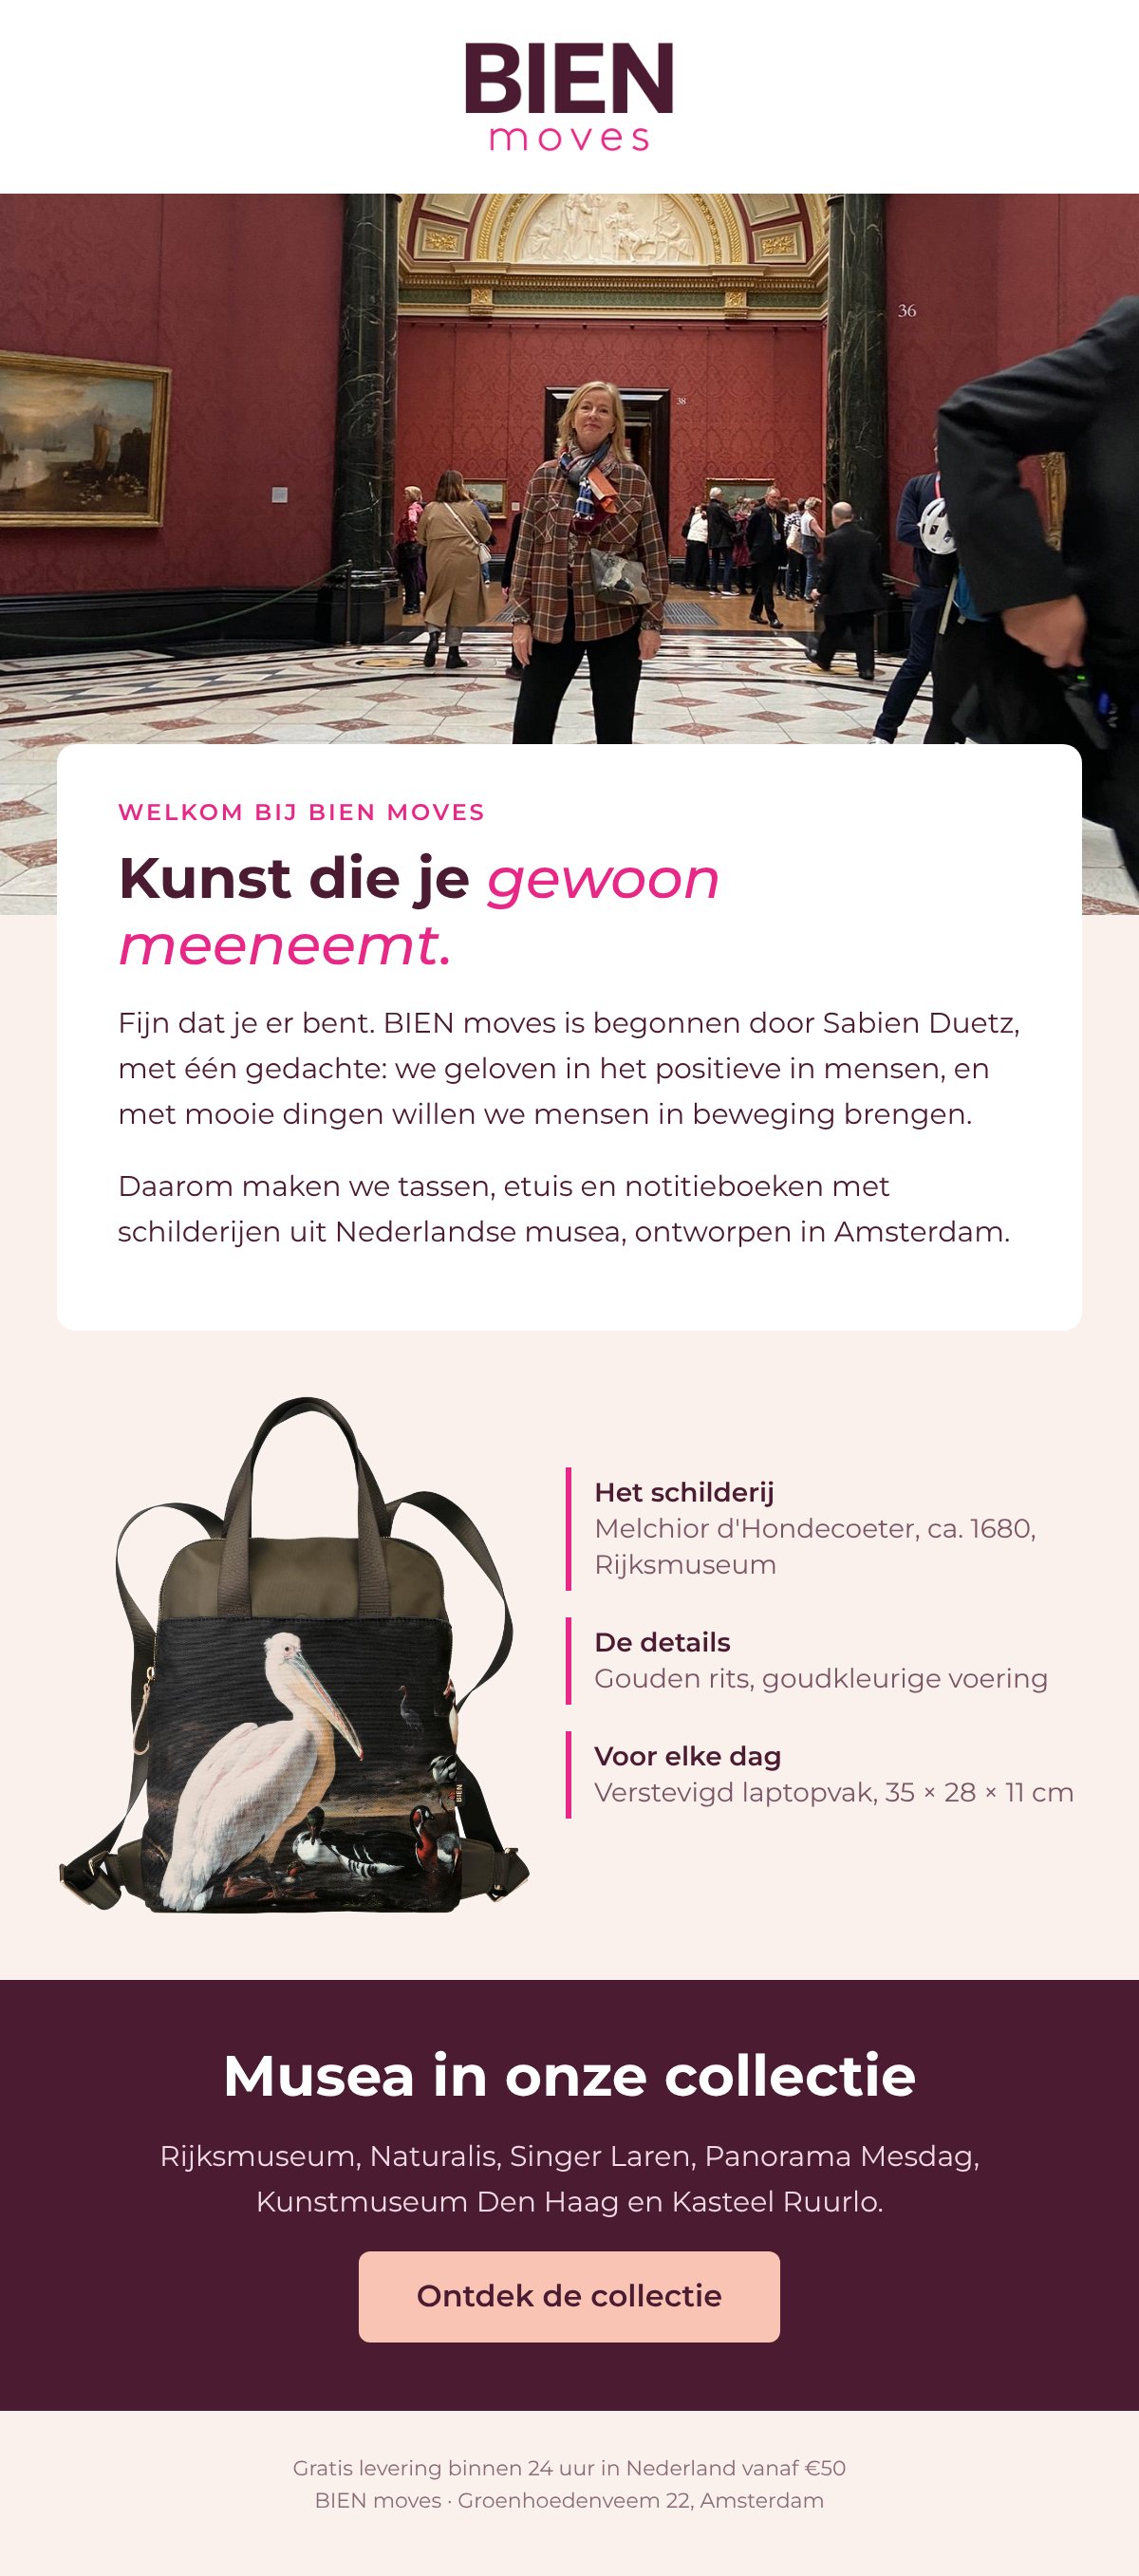 BIEN
moves
36
38
WELKOM BIJ BIEN MOVES
Kunst die je gewoon
meeneemt.
Fijn dat je er bent. BIEN moves is begonnen door Sabien Duetz,
met één gedachte: we geloven in het positieve in mensen, en
met mooie dingen willen we mensen in beweging brengen.
Daarom maken we tassen, etuis en notitieboeken met
schilderijen uit Nederlandse musea, ontworpen in Amsterdam.
Het schilderij
Melchior d'Hondecoeter, ca. 1680,
Rijksmuseum
De details
Gouden rits, goudkleurige voering
Voor elke dag
Verstevigd laptopvak, 35 × 28 × 11 cm
BIEN
Musea in onze collectie
Rijksmuseum, Naturalis, Singer Laren, Panorama Mesdag,
Kunstmuseum Den Haag en Kasteel Ruurlo.
Ontdek de collectie
Gratis levering binnen 24 uur in Nederland vanaf €50
BIEN moves · Groenhoedenveem 22, Amsterdam